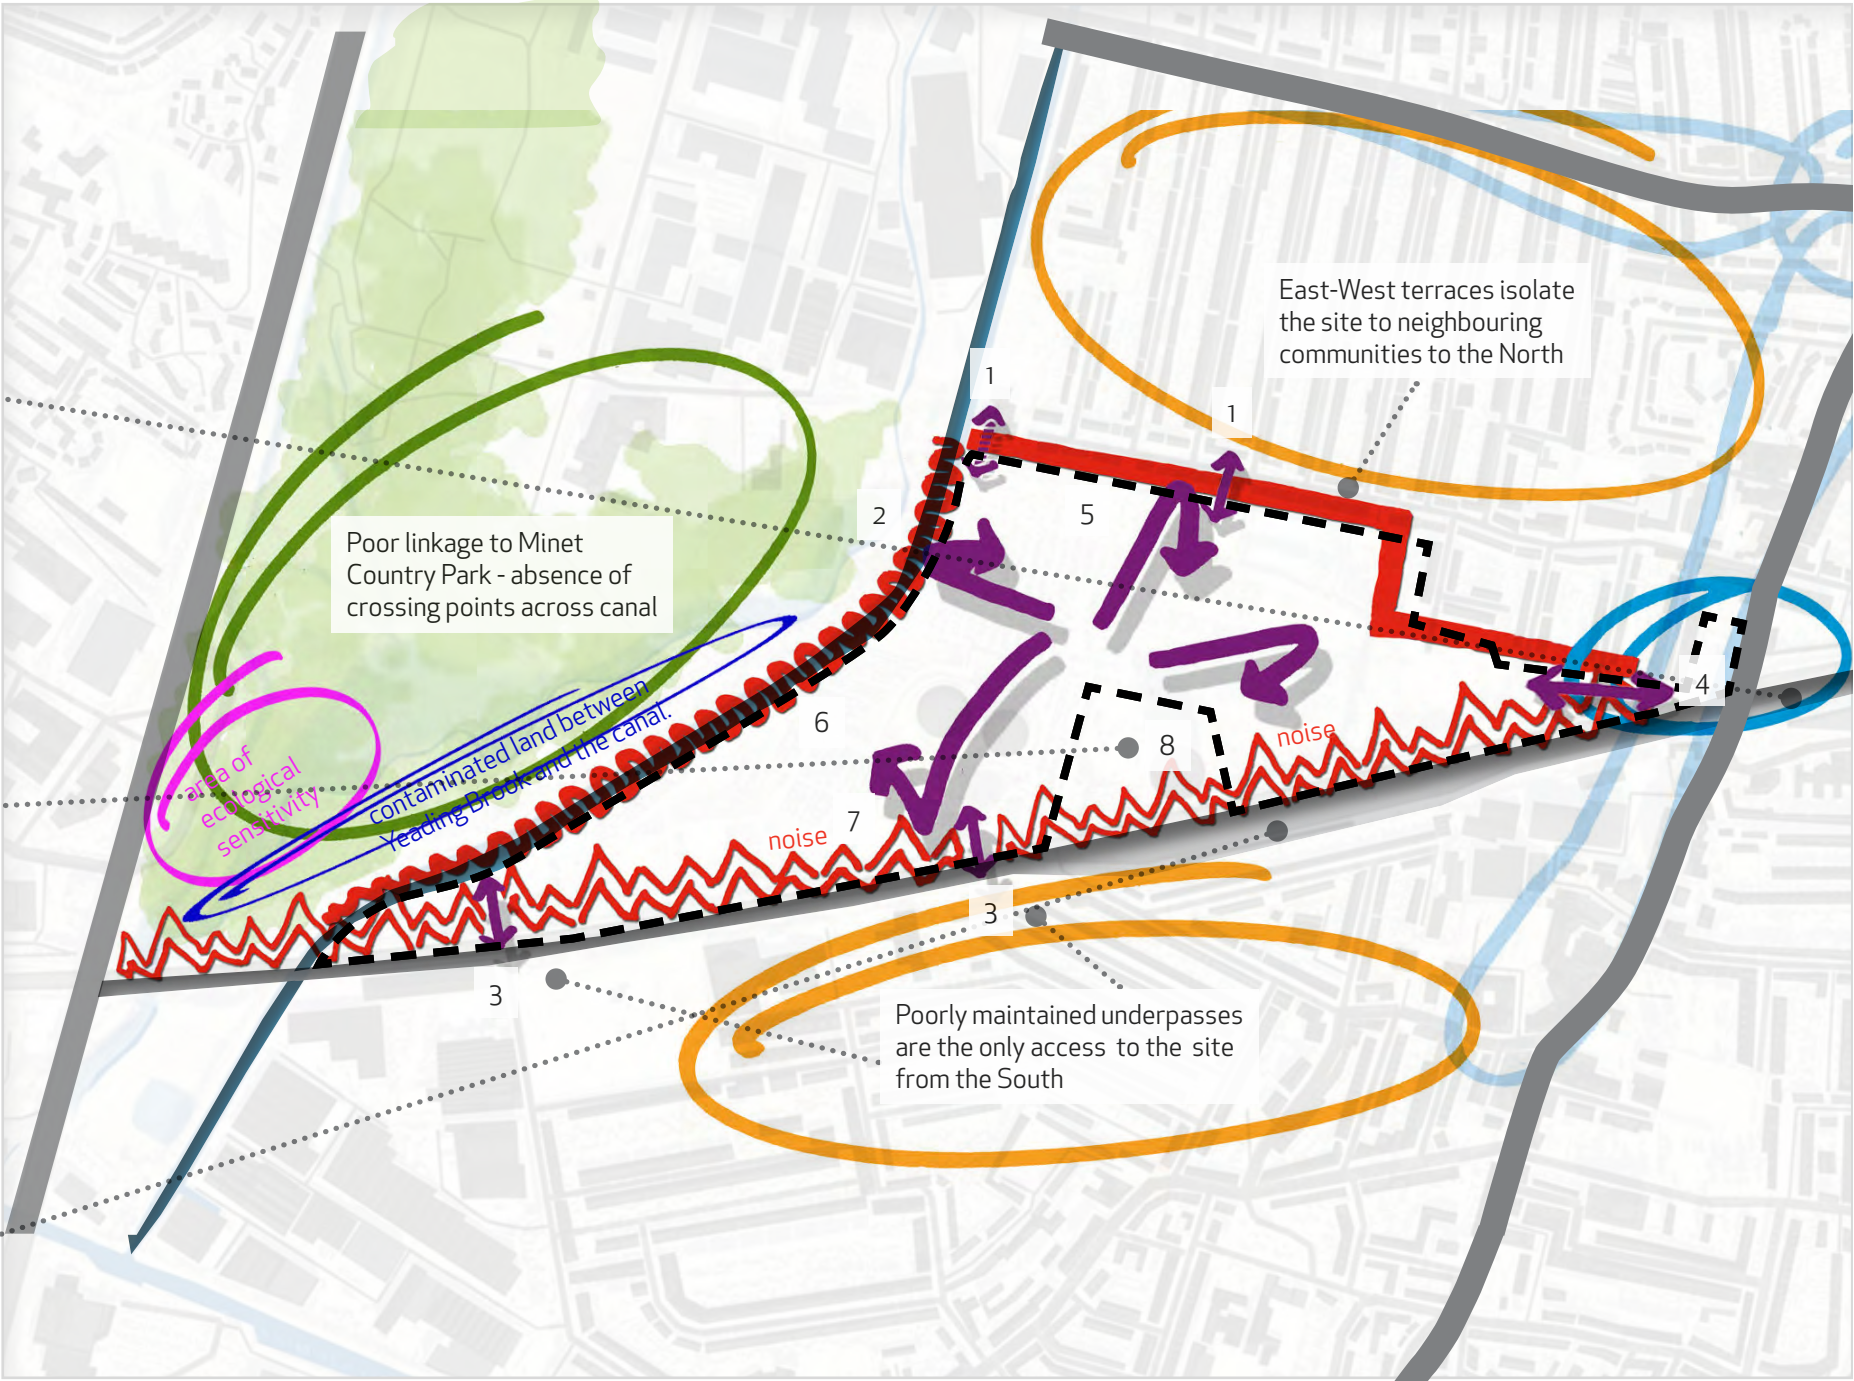 East-West terraces isolate
the site to neighbouring
communities to the North
1
1
2
5
Poor linkage to Minet
Country Park - absence of
crossing points across canal
4
6
contaminated land between
Yeading Brook and the canal.
noise
8
area of
ecological
sensitivity
7
noise
3
3
Poorly maintained underpasses
are the only access to the site
from the South